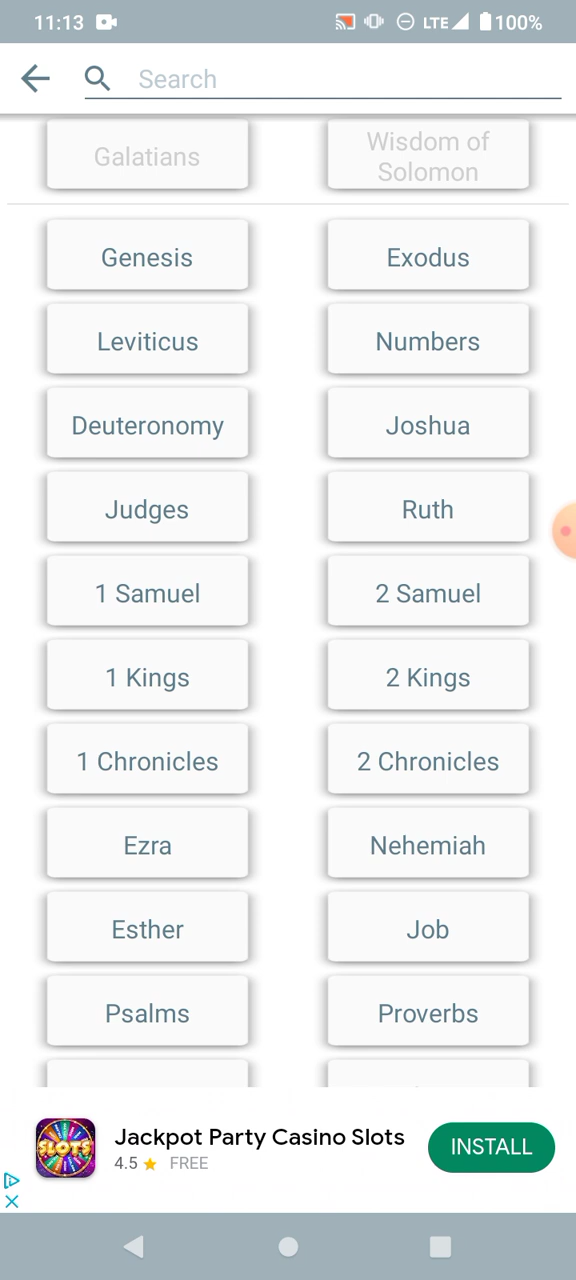 11:13
LTE 100%
Search
Galatians
Wisdom of
Solomon
Genesis
Exodus
Leviticus
Numbers
Deuteronomy
Joshua
Judges
Ruth
1 Samuel
2 Samuel
1 Kings
2 Kings
1 Chronicles
2 Chronicles
Ezra
Nehemiah
Esther
Job
Psalms
Proverbs
SLOTS
Jackpot Party Casino Slots
4.5 FREE
INSTALL